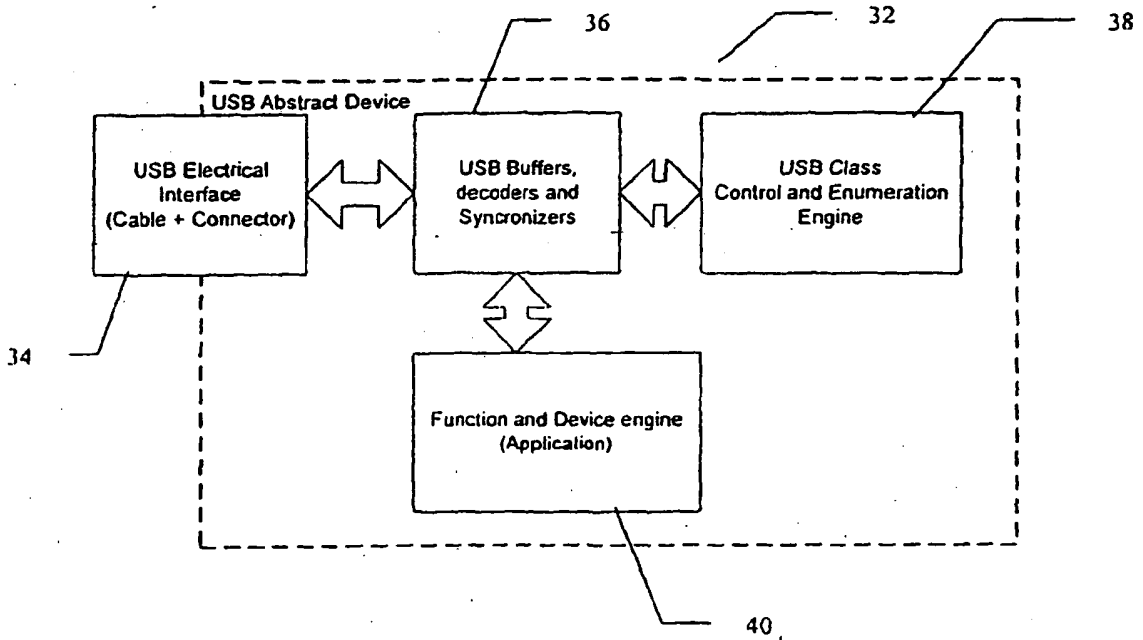 36
32
38
USB Abstract Device
USB Electrical
Interface
(Cable + Connector)
USB Buffers,
decoders and
Syncronizers
USB Class
Control and Enumeration
Engine
34
Function and Device engine
(Application)
40